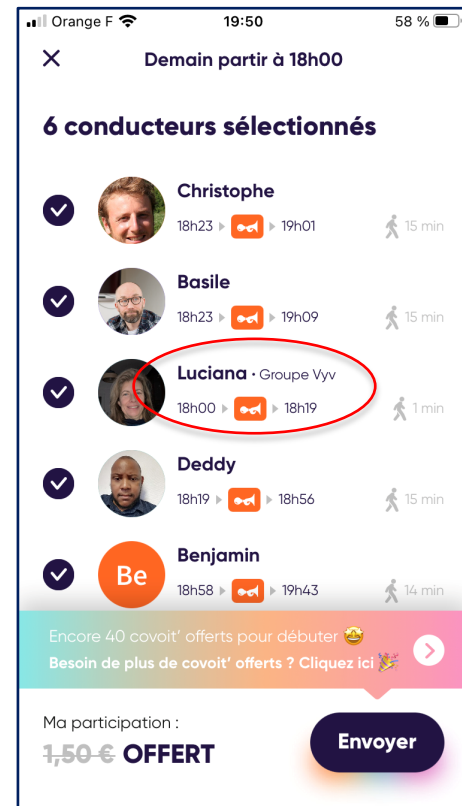 Orange F 19:50 58 %
Demain partir à 18h00
6 conducteurs sélectionnés
Christophe
18h23 19h01 15 min
Basile
18h23 19h09 15 min
Luciana · Groupe Vyv
18h00 18h19 1 min
Deddy
18h19 18h56 15 min
Be Benjamin
18h58 19h43 14 min
Encore 40 covoit’ offerts pour débuter 🤩
Besoin de plus de covoit’ offerts ? Cliquez ici 🎉
Ma participation :
1,50 € OFFERT
Envoyer